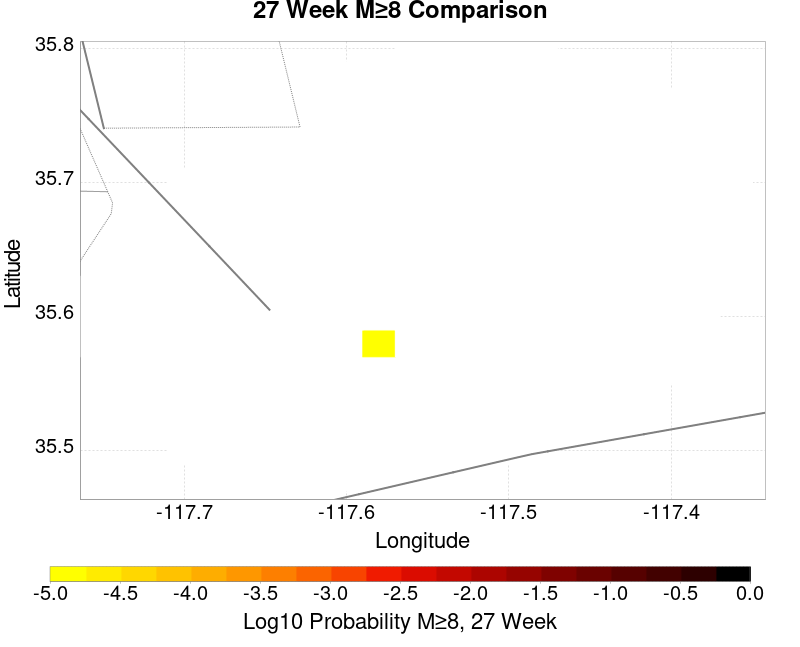 27 Week M≥8 Comparison
35.8
35.7
35.6
35.5
Latitude
-117.7 -117.6 -117.5 -117.4
Longitude
-5.0 -4.5 -4.0 -3.5 -3.0 -2.5 -2.0 -1.5 -1.0 -0.5 0.0
Log10 Probability M≥8, 27 Week